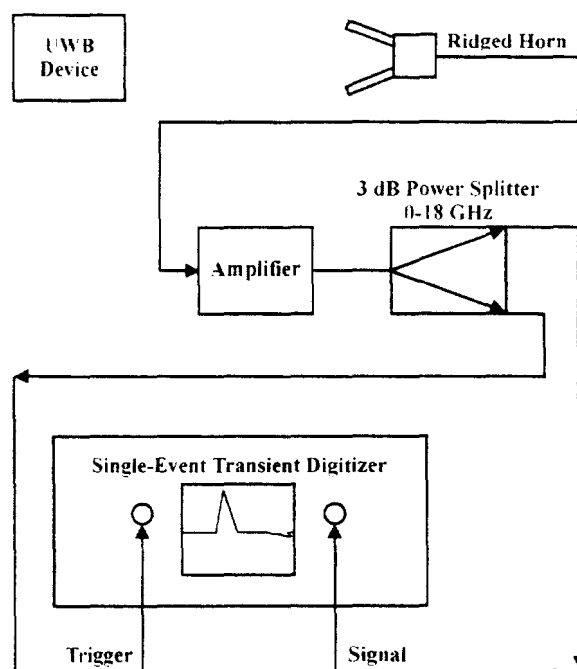 UWB
Device
Ridged Horn
3 dB Power Splitter
0-18 GHz
Amplifier
Single-Event Transient Digitizer
Trigger
Signal